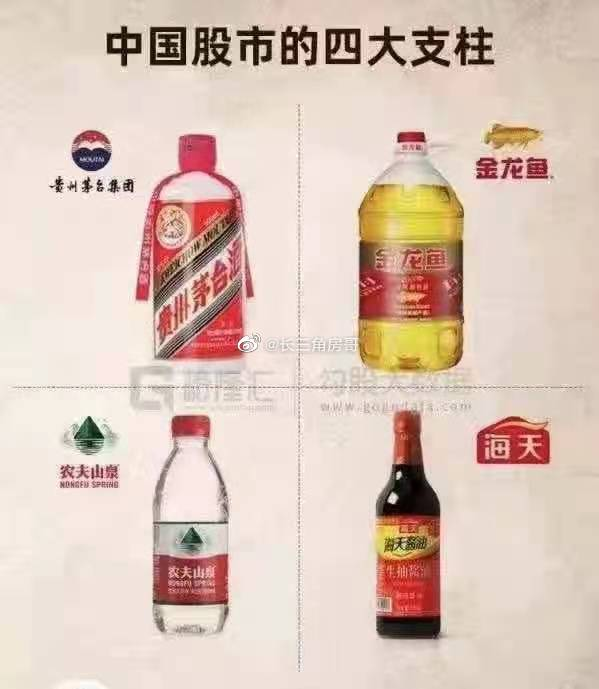 中国股市的四大支柱
MOUTAI
贵州茅台集团
KWEICHOW MOUTAI
贵州茅台酒
金龙鱼
金龙鱼
@长三角房哥
格隆汇
勾股大数据
www.gogudata.com
农夫山泉
NONGFU SPRING
农夫山泉
NONGFU SPRING
海天
海天酱油
生抽酱油